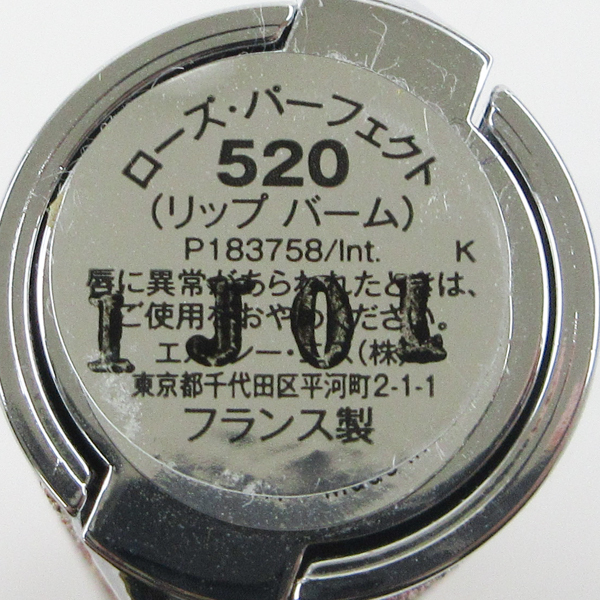 ローズ・パーフェクト
520
(リップ バーム)
P183758/Int. K
唇に異常があらわれたときは、
ご使用をおやめください。
1J01
(株)
東京都千代田区平河町2-1-1
フランス製